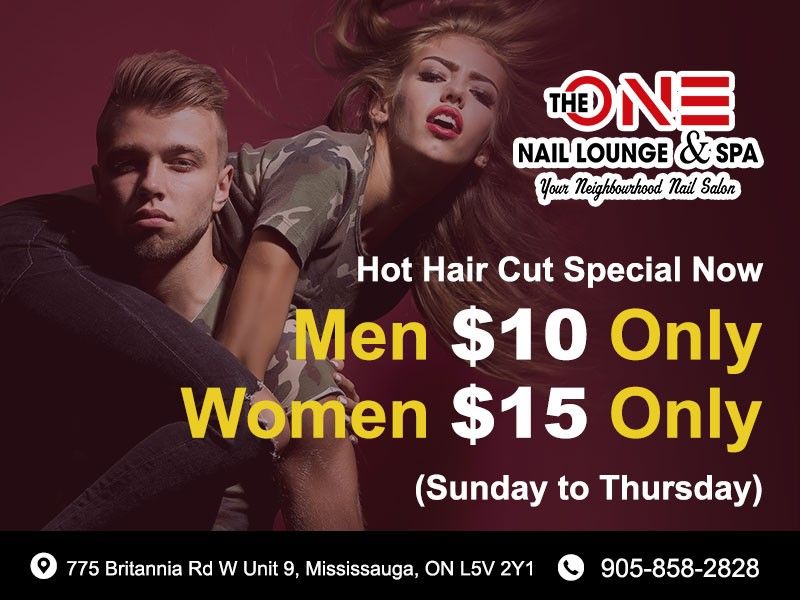 THE ONE
NAIL LOUNGE & SPA
Your Neighbourhood Nail Salon
Hot Hair Cut Special Now
Men $10 Only
Women $15 Only
(Sunday to Thursday)
775 Britannia Rd W Unit 9, Mississauga, ON L5V 2Y1
905-858-2828